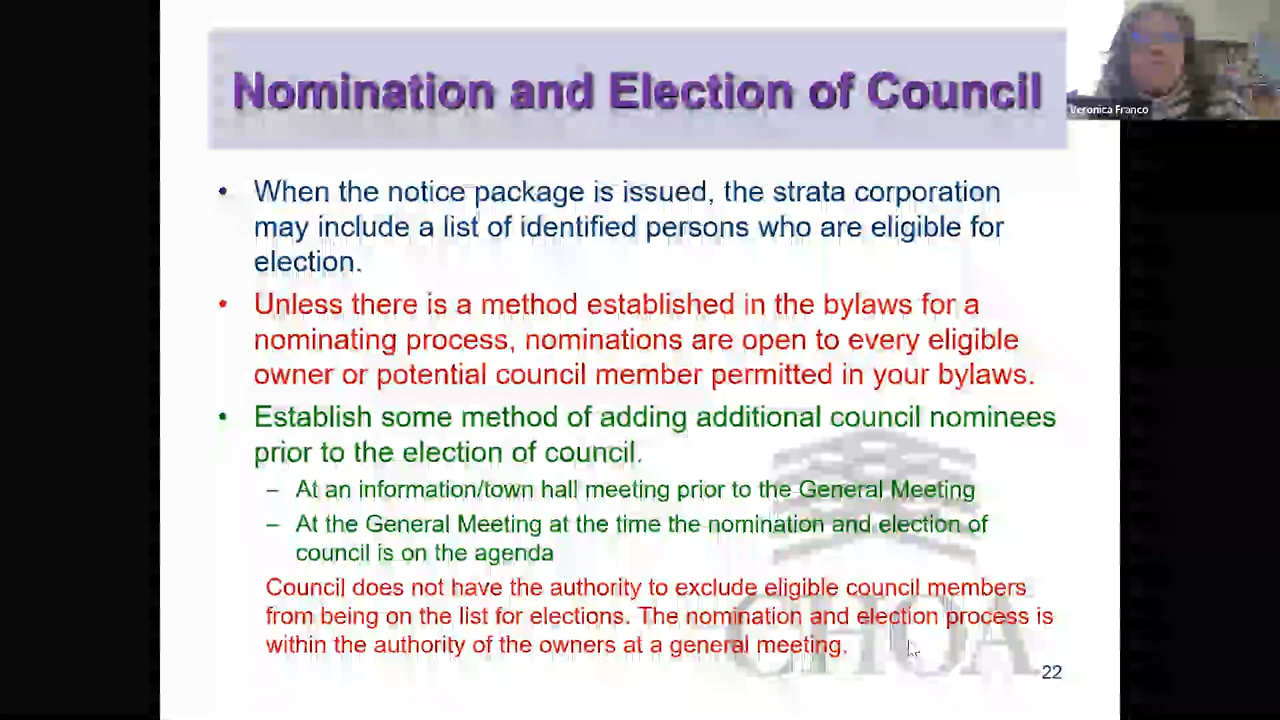 Nomination and Election of Council
Veronica Franco
• When the notice package is issued, the strata corporation
may include a list of identified persons who are eligible for
election.
• Unless there is a method established in the bylaws for a
nominating process, nominations are open to every eligible
owner or potential council member permitted in your bylaws.
• Establish some method of adding additional council nominees
prior to the election of council.
– At an information/town hall meeting prior to the General Meeting
– At the General Meeting at the time the nomination and election of
council is on the agenda
Council does not have the authority to exclude eligible council members
from being on the list for elections. The nomination and election process is
within the authority of the owners at a general meeting.
CHOA
22